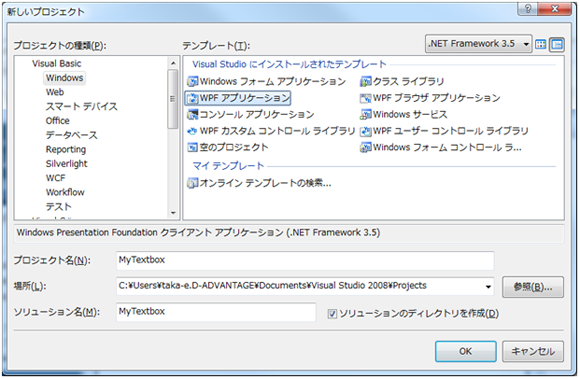 新しいプロジェクト
プロジェクトの種類(P):
テンプレート(T):
.NET Framework 3.5
Visual Basic
Windows
Web
スマート デバイス
Office
データベース
Reporting
Silverlight
WCF
Workflow
テスト
Visual Studio にインストールされたテンプレート
Windows フォーム アプリケーション
クラス ライブラリ
WPF アプリケーション
WPF ブラウザ アプリケーション
コンソール アプリケーション
Windows サービス
WPF カスタム コントロール ライブラリ
WPF ユーザー コントロール ライブラリ
空のプロジェクト
Windows フォーム コントロール ラ...
マイ テンプレート
オンライン テンプレートの検索...
Windows Presentation Foundation クライアント アプリケーション (.NET Framework 3.5)
プロジェクト名(N):
MyTextbox
場所(L):
C:¥Users¥taka-e.D-ADVANTAGE¥Documents¥Visual Studio 2008¥Projects
参照(B)...
ソリューション名(M):
MyTextbox
ソリューションのディレクトリを作成(D)
OK
キャンセル